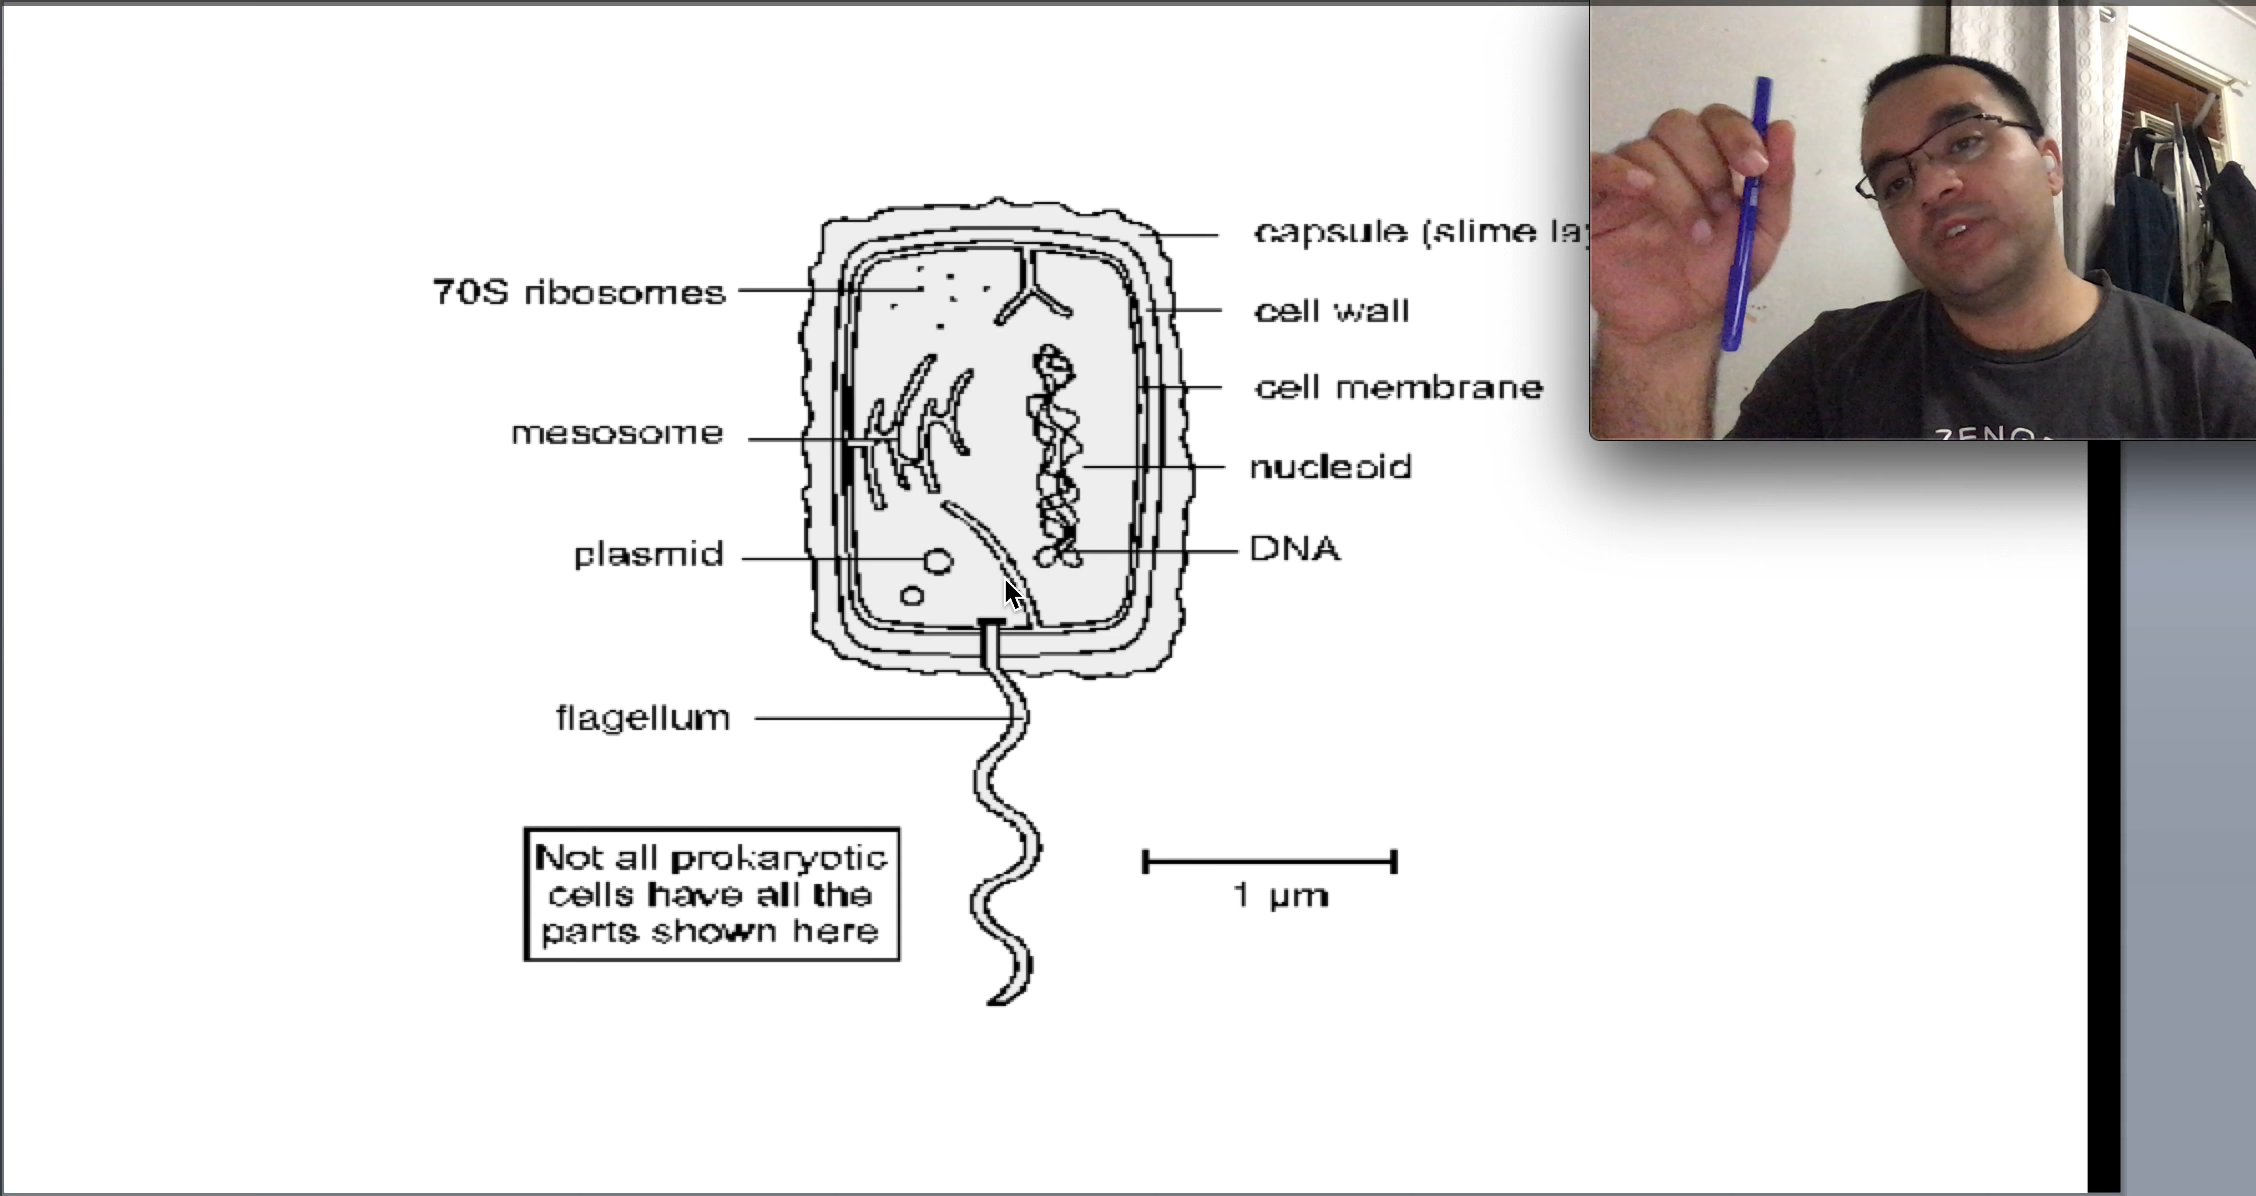 capsule (slime
70S ribosomes
cell wall
cell membrane
mesosome
nucleoid
plasmid
DNA
flagellum
Not all prokaryotic
cells have all the
parts shown here
1 µm